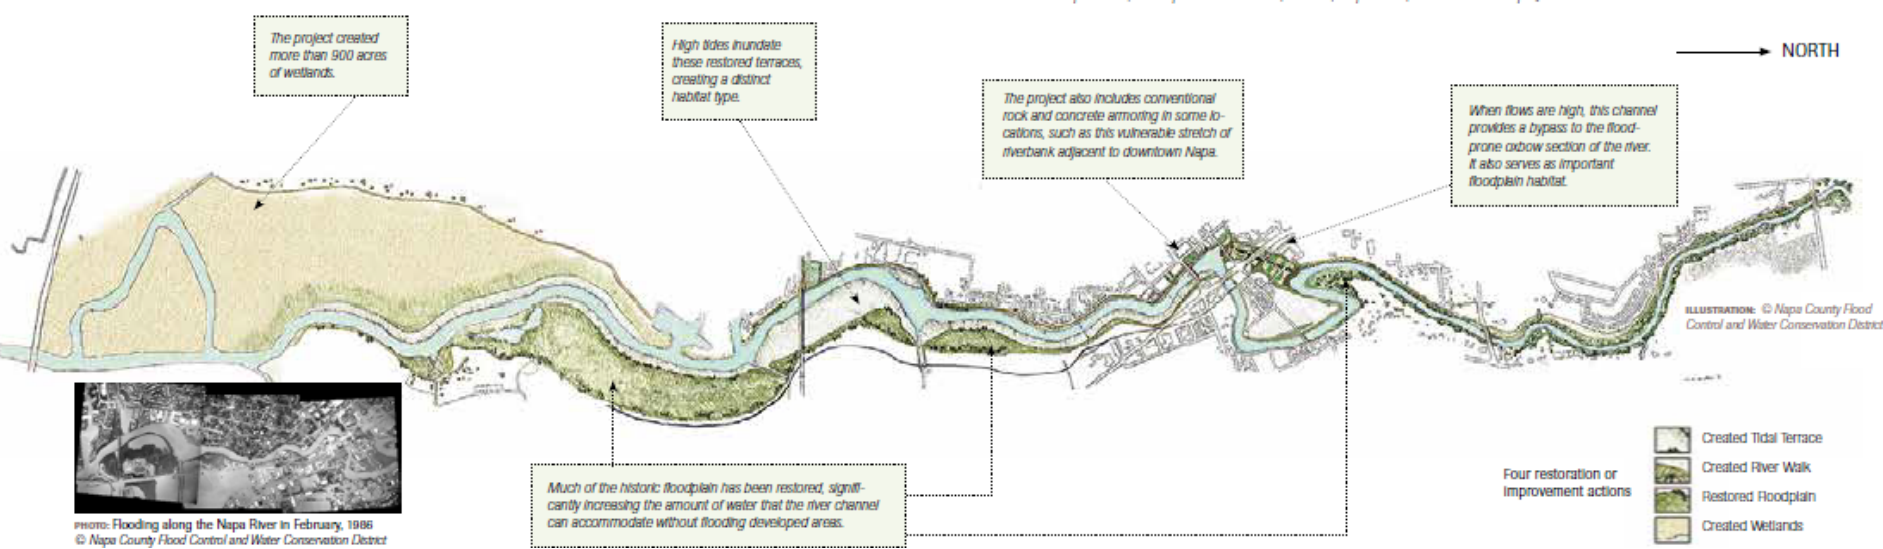 NORTH
The project created
more than 900 acres
of wetlands.
High tides inundate
these restored terraces,
creating a distinct
habitat type.
The project also includes conventional
rock and concrete armoring in some lo-
cations, such as this vulnerable stretch of
riverbank adjacent to downtown Napa.
When flows are high, this channel
provides a bypass to the flood-
prone oxbow section of the river.
It also serves as important
floodplain habitat.
ILLUSTRATION: © Napa County Flood
Control and Water Conservation District
Much of the historic floodplain has been restored, signifi-
cantly increasing the amount of water that the river channel
can accommodate without flooding developed areas.
PHOTO: Flooding along the Napa River in February, 1986
© Napa County Flood Control and Water Conservation District
Four restoration or
improvement actions
Created Tidal Terrace
Created River Walk
Restored Floodplain
Created Wetlands